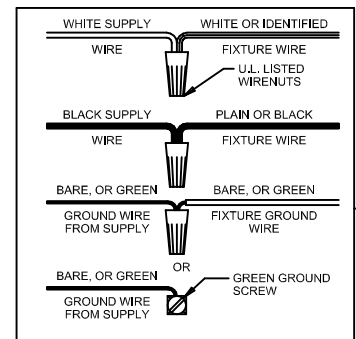 WHITE SUPPLY
WIRE
WHITE OR IDENTIFIED
FIXTURE WIRE
U.L. LISTED
WIRENUTS
BLACK SUPPLY
WIRE
PLAIN OR BLACK
FIXTURE WIRE
BARE, OR GREEN
GROUND WIRE
FROM SUPPLY
BARE, OR GREEN
FIXTURE GROUND
WIRE
OR
BARE, OR GREEN
GROUND WIRE
FROM SUPPLY
GREEN GROUND
SCREW